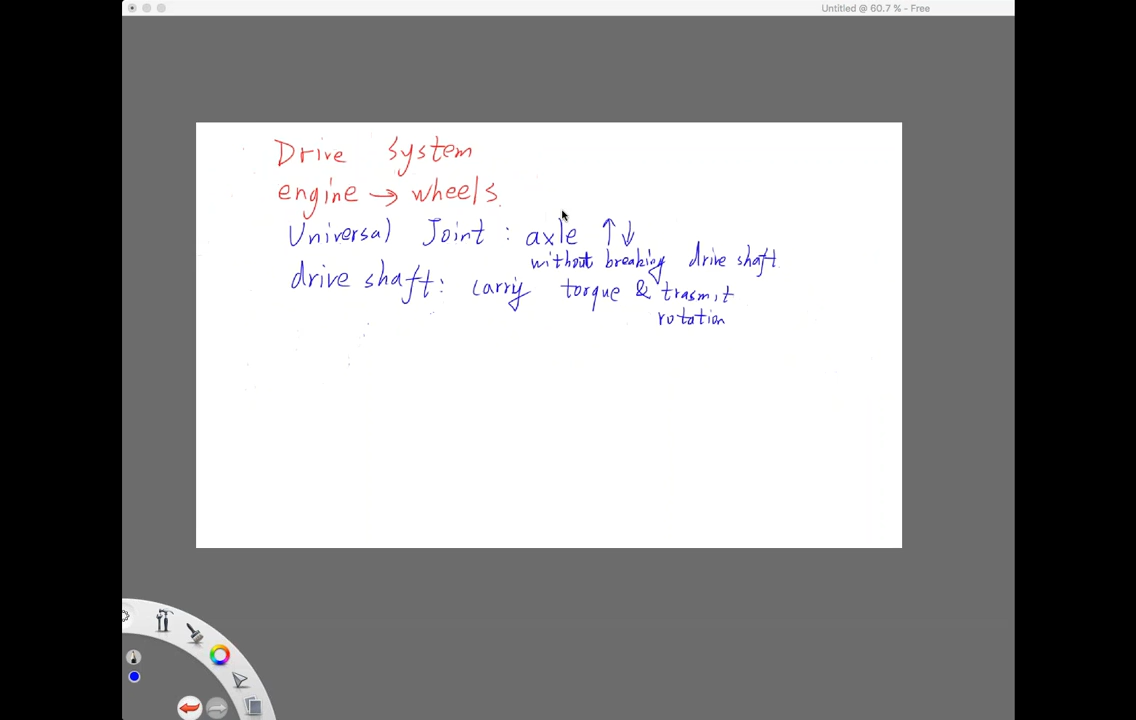 Untitled @ 60.7 % - Free
Drive System
engine → wheels.
Universal Joint : axle ↑↓
without breaking drive shaft
drive shaft: carry torque & trasmit
rotation